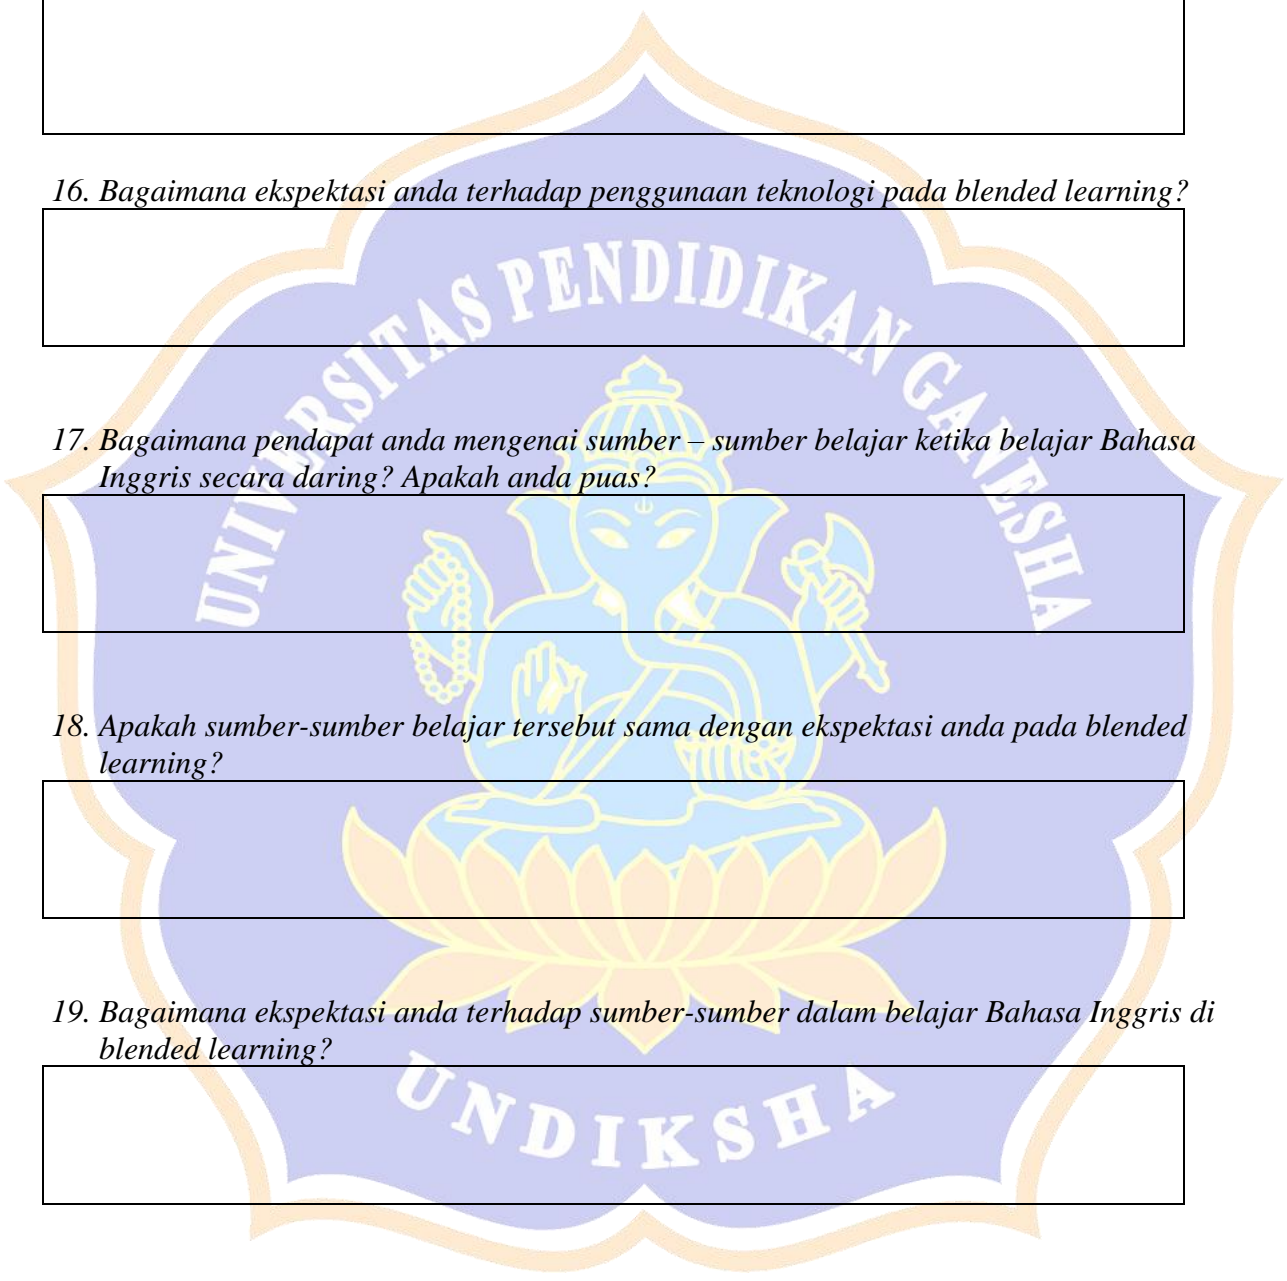 16. Bagaimana ekspektasi anda terhadap penggunaan teknologi pada blended learning?
UNIVERSITAS PENDIDIKAN GANESHA
17. Bagaimana pendapat anda mengenai sumber – sumber belajar ketika belajar Bahasa
Inggris secara daring? Apakah anda puas?
18. Apakah sumber-sumber belajar tersebut sama dengan ekspektasi anda pada blended
learning?
19. Bagaimana ekspektasi anda terhadap sumber-sumber dalam belajar Bahasa Inggris di
blended learning?
UNDIKSHA